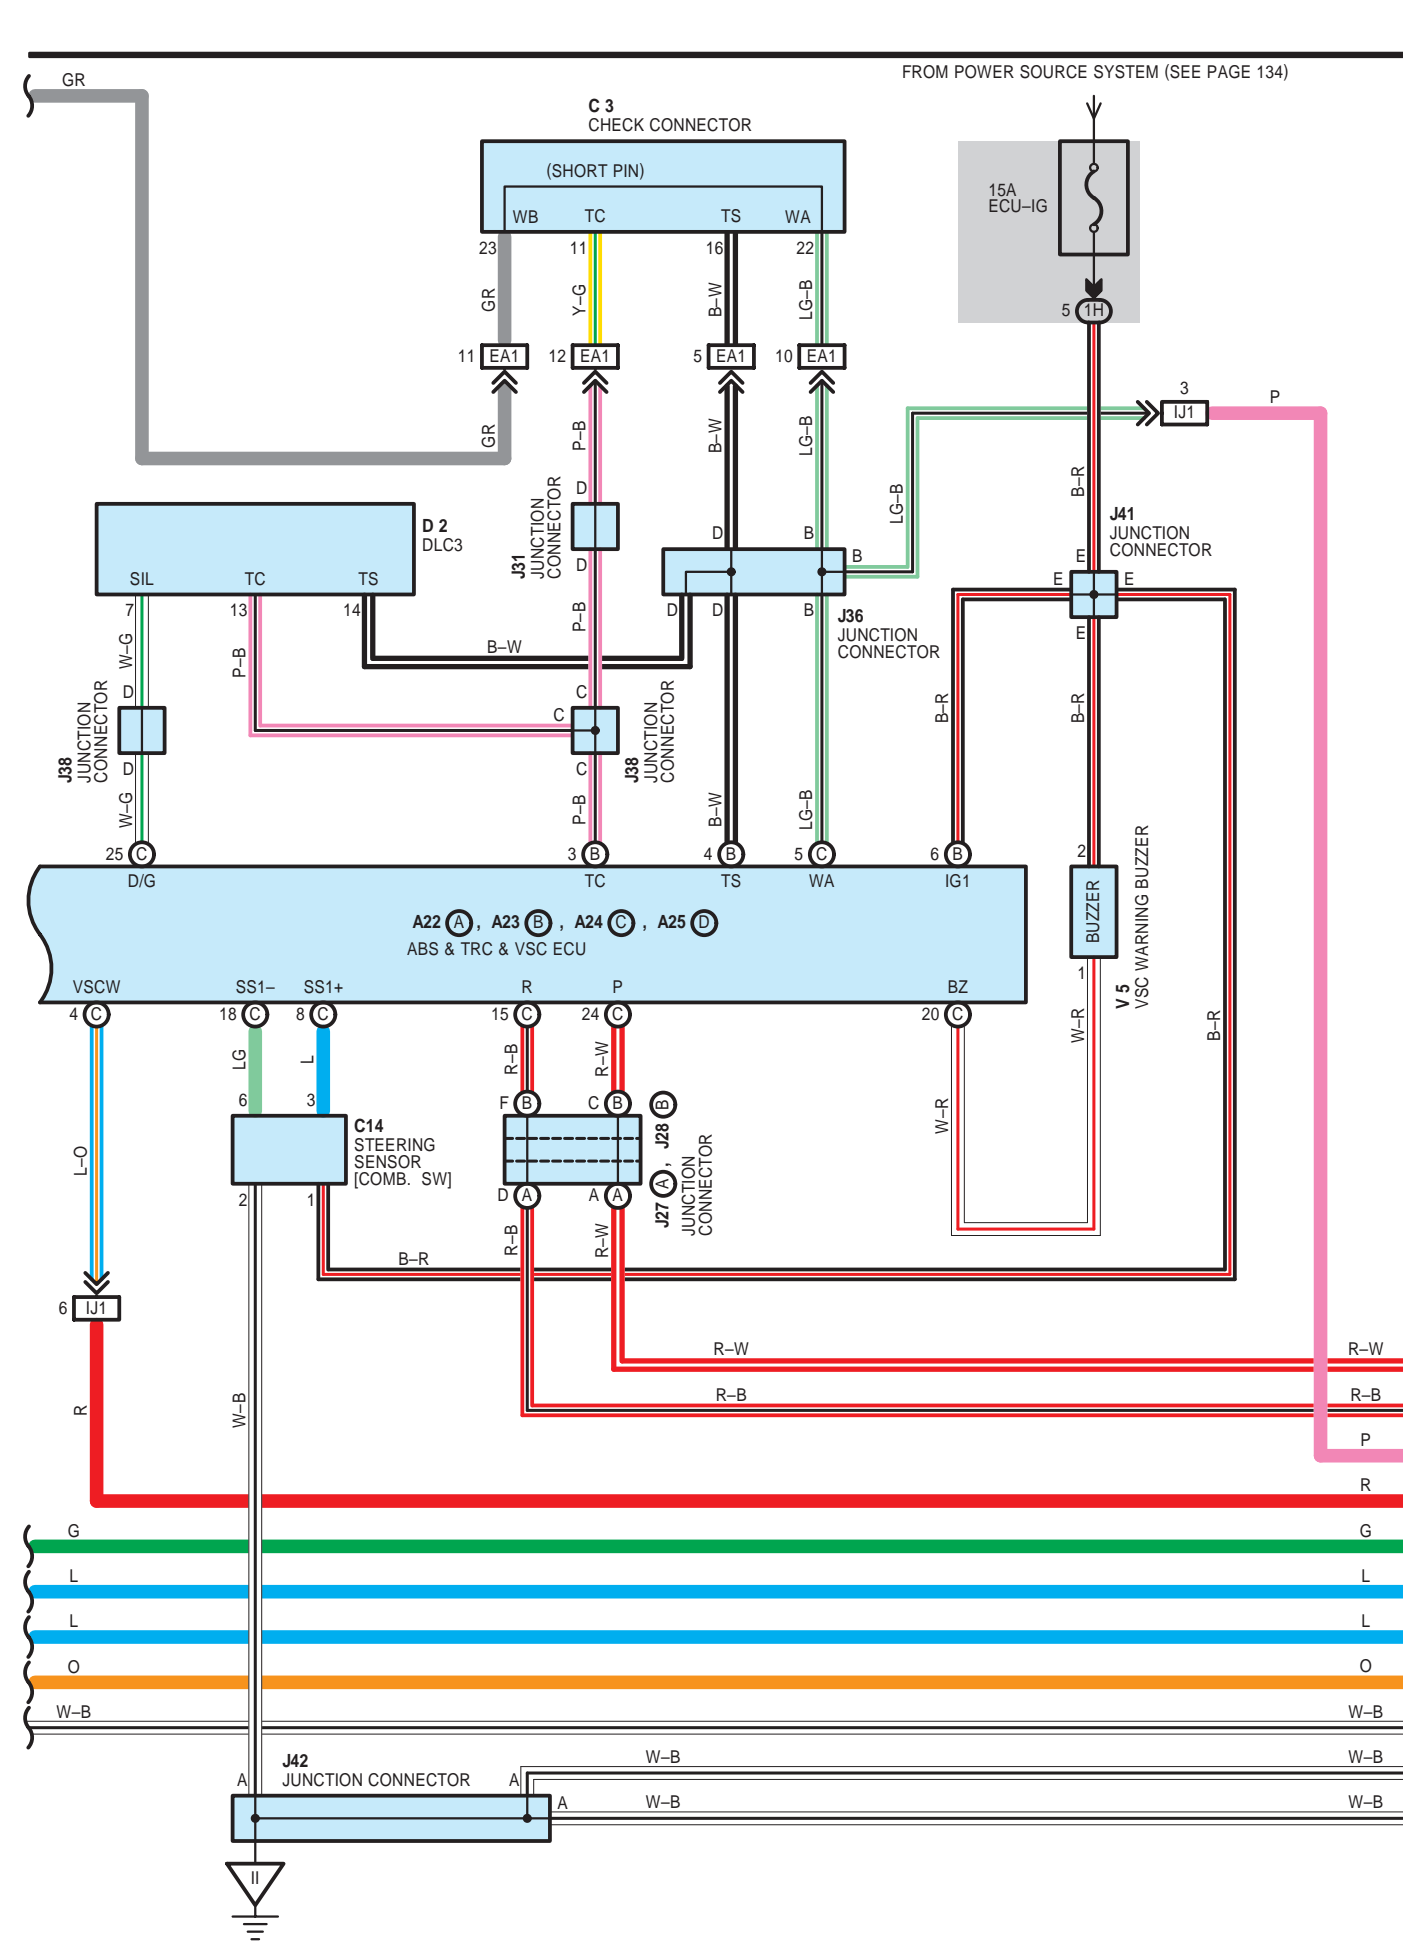 FROM POWER SOURCE SYSTEM (SEE PAGE 134)
GR
C 3
CHECK CONNECTOR
(SHORT PIN)
WB TC TS WA
23 11 16 22
15A
ECU–IG
5 1H
GR Y–G B–W LG–B
11 EA1 12 EA1 5 EA1 10 EA1
3
IJ1 P
GR P–B B–W LG–B
LG–B
B–R
D
J31
JUNCTION
CONNECTOR
D
D 2
DLC3
SIL TC TS
7 13 14
D B
B
D D B
J36
JUNCTION
CONNECTOR
J41
JUNCTION
CONNECTOR
E
E E
E
W–G P–B P–B
B–W
D
J38
JUNCTION
CONNECTOR
D
C
C
J38
JUNCTION
CONNECTOR
C
B–R B–R
W–G P–B B–W LG–B
25 C 3 B 4 B 5 C 6 B
D/G TC TS WA IG1
2
BUZZER
1
V 5
VSC WARNING BUZZER
A22 A , A23 B , A24 C , A25 D
ABS & TRC & VSC ECU
VSCW SS1– SS1+ R P BZ
4 C 18 C 8 C 15 C 24 C 20 C
LG L R–B R–W W–R B–R
6 3
F B C B
C14
STEERING
SENSOR
[COMB. SW]
2 1
D A A A
J27 A , J28 B
JUNCTION
CONNECTOR
W–R
L–O
R–B R–W
B–R
6 IJ1
R–W R–W
R–B R–B
R W–B
P
R
G G
L L
L L
O O
W–B W–B
J42
JUNCTION CONNECTOR
A A
A
W–B W–B
W–B W–B
II